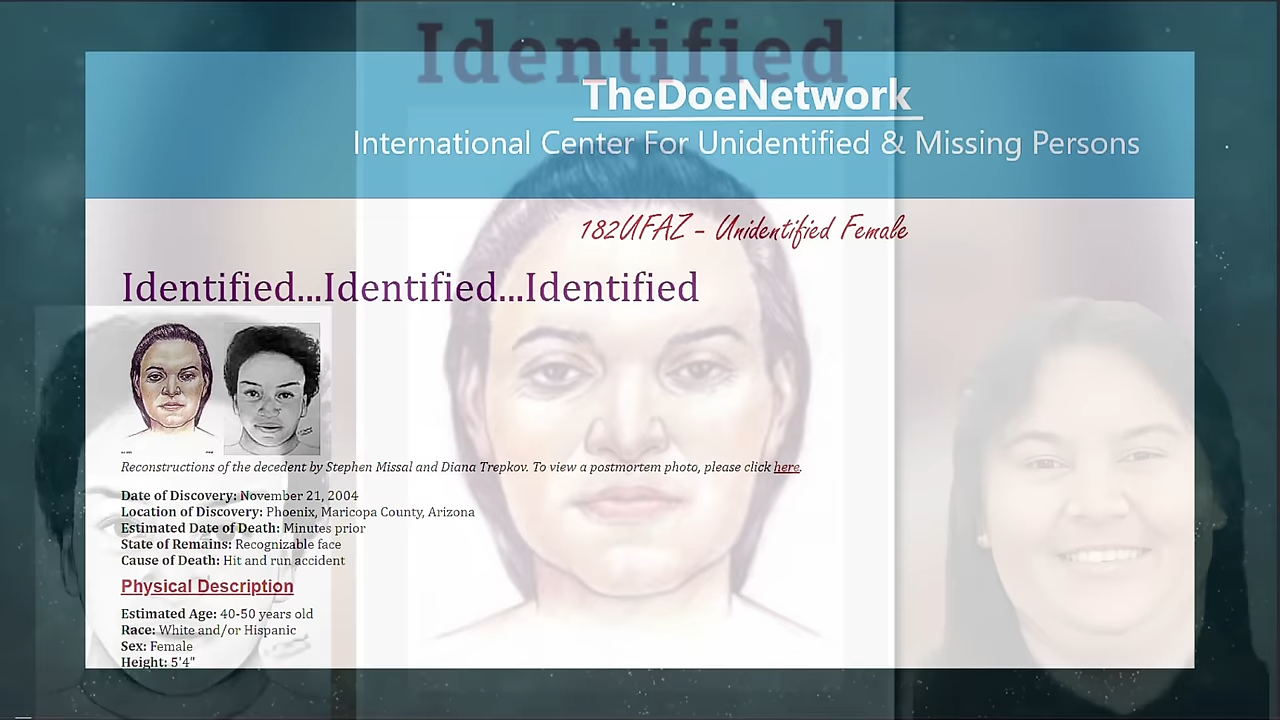 Identified
TheDoeNetwork
International Center For Unidentified & Missing Persons
182UFAZ - Unidentified Female
Identified...Identified...Identified
Reconstructions of the decedent by Stephen Missal and Diana Trepkov. To view a postmortem photo, please click here.
Date of Discovery: November 21, 2004
Location of Discovery: Phoenix, Maricopa County, Arizona
Estimated Date of Death: Minutes prior
State of Remains: Recognizable face
Cause of Death: Hit and run accident
Physical Description
Estimated Age: 40-50 years old
Race: White and/or Hispanic
Sex: Female
Height: 5'4"